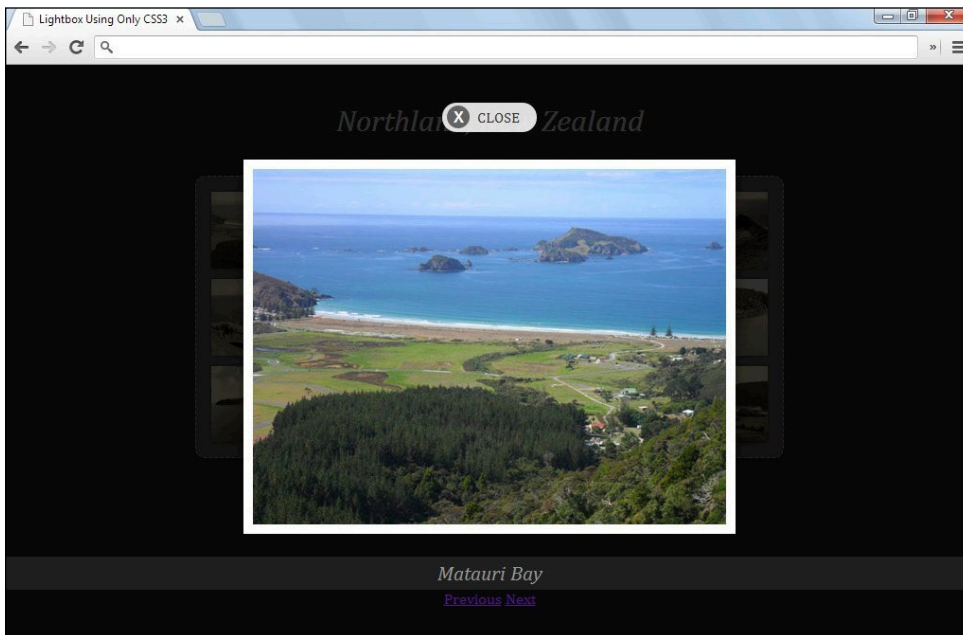 Lightbox Using Only CSS3
»
Northlan Zealand
X CLOSE
Matauri Bay
Previous Next